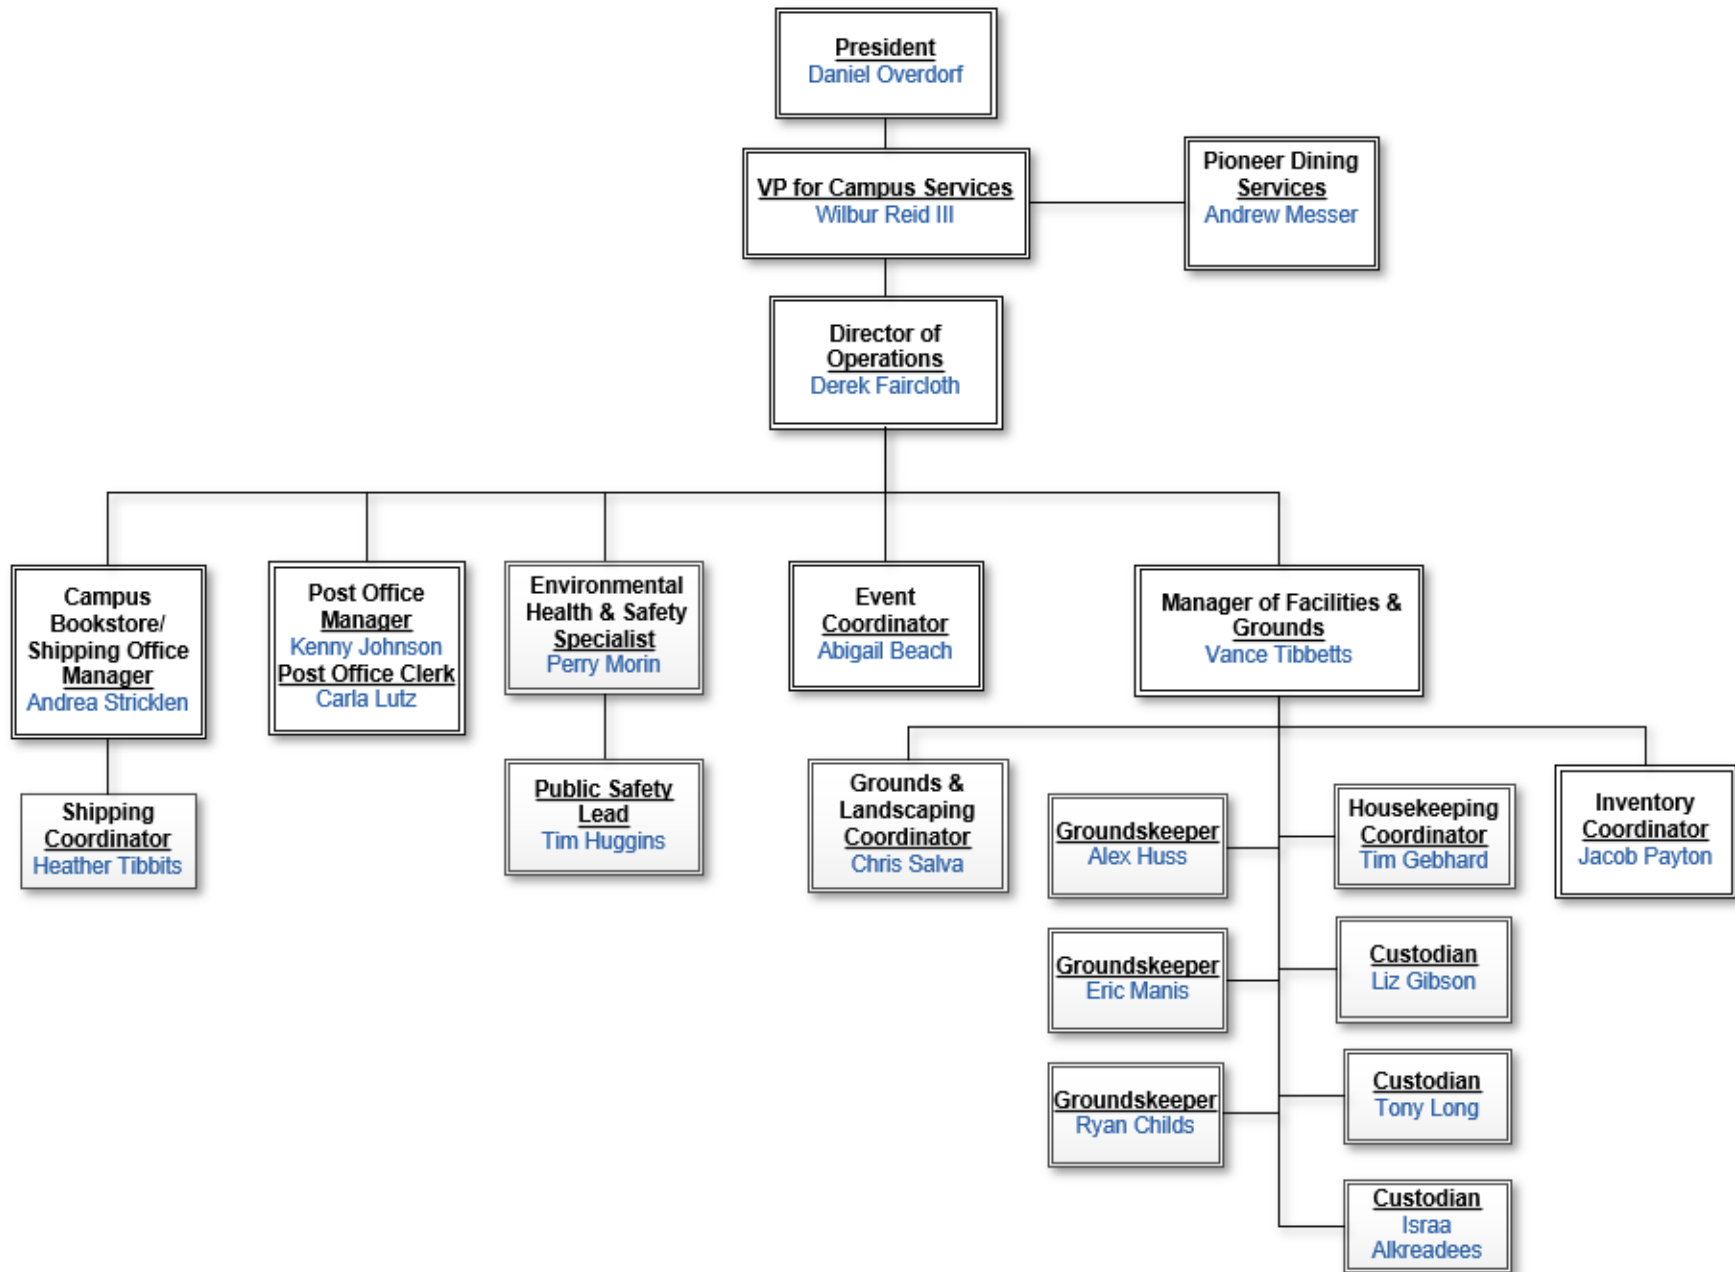 President
Daniel Overdorf
VP for Campus Services
Wilbur Reid III
Pioneer Dining
Services
Andrew Messer
Director of
Operations
Derek Faircloth
Campus
Bookstore/
Shipping Office
Manager
Andrea Stricklen
Post Office
Manager
Kenny Johnson
Post Office Clerk
Carla Lutz
Environmental
Health & Safety
Specialist
Perry Morin
Event
Coordinator
Abigail Beach
Manager of Facilities &
Grounds
Vance Tibbetts
Shipping
Coordinator
Heather Tibbits
Public Safety
Lead
Tim Huggins
Grounds &
Landscaping
Coordinator
Chris Salva
Groundskeeper
Alex Huss
Housekeeping
Coordinator
Tim Gebhard
Inventory
Coordinator
Jacob Payton
Groundskeeper
Eric Manis
Custodian
Liz Gibson
Groundskeeper
Ryan Childs
Custodian
Tony Long
Custodian
Israa
Alkreadees